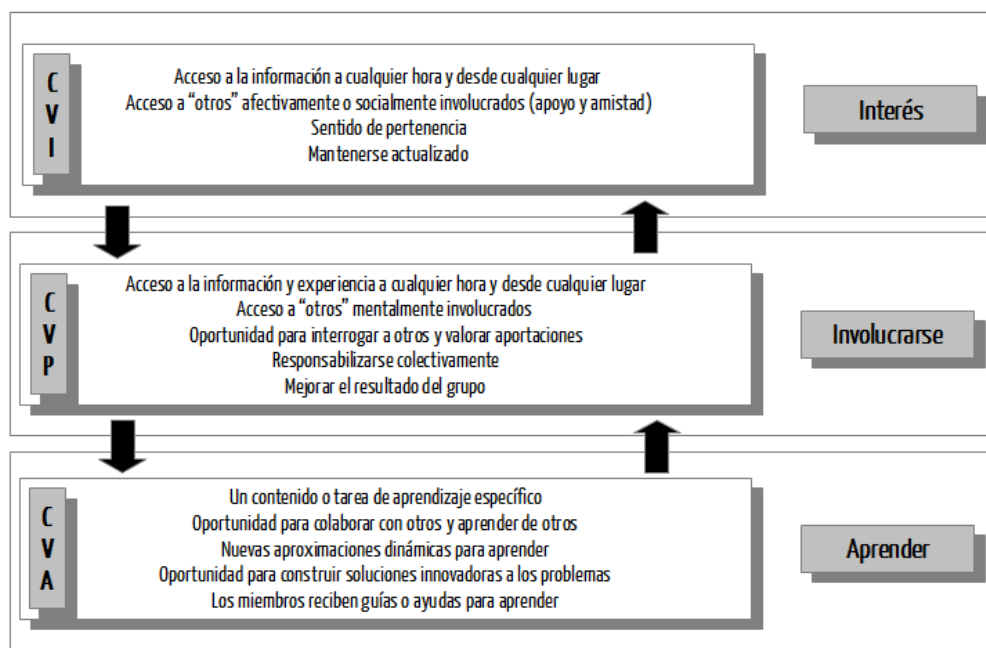 C
V
I
Acceso a la información a cualquier hora y desde cualquier lugar
Acceso a “otros” afectivamente o socialmente involucrados (apoyo y amistad)
Sentido de pertenencia
Mantenerse actualizado
Interés
C
V
P
Acceso a la información y experiencia a cualquier hora y desde cualquier lugar
Acceso a “otros” mentalmente involucrados
Oportunidad para interrogar a otros y valorar aportaciones
Responsabilizarse colectivamente
Mejorar el resultado del grupo
Involucrarse
C
V
A
Un contenido o tarea de aprendizaje específico
Oportunidad para colaborar con otros y aprender de otros
Nuevas aproximaciones dinámicas para aprender
Oportunidad para construir soluciones innovadoras a los problemas
Los miembros reciben guías o ayudas para aprender
Aprender